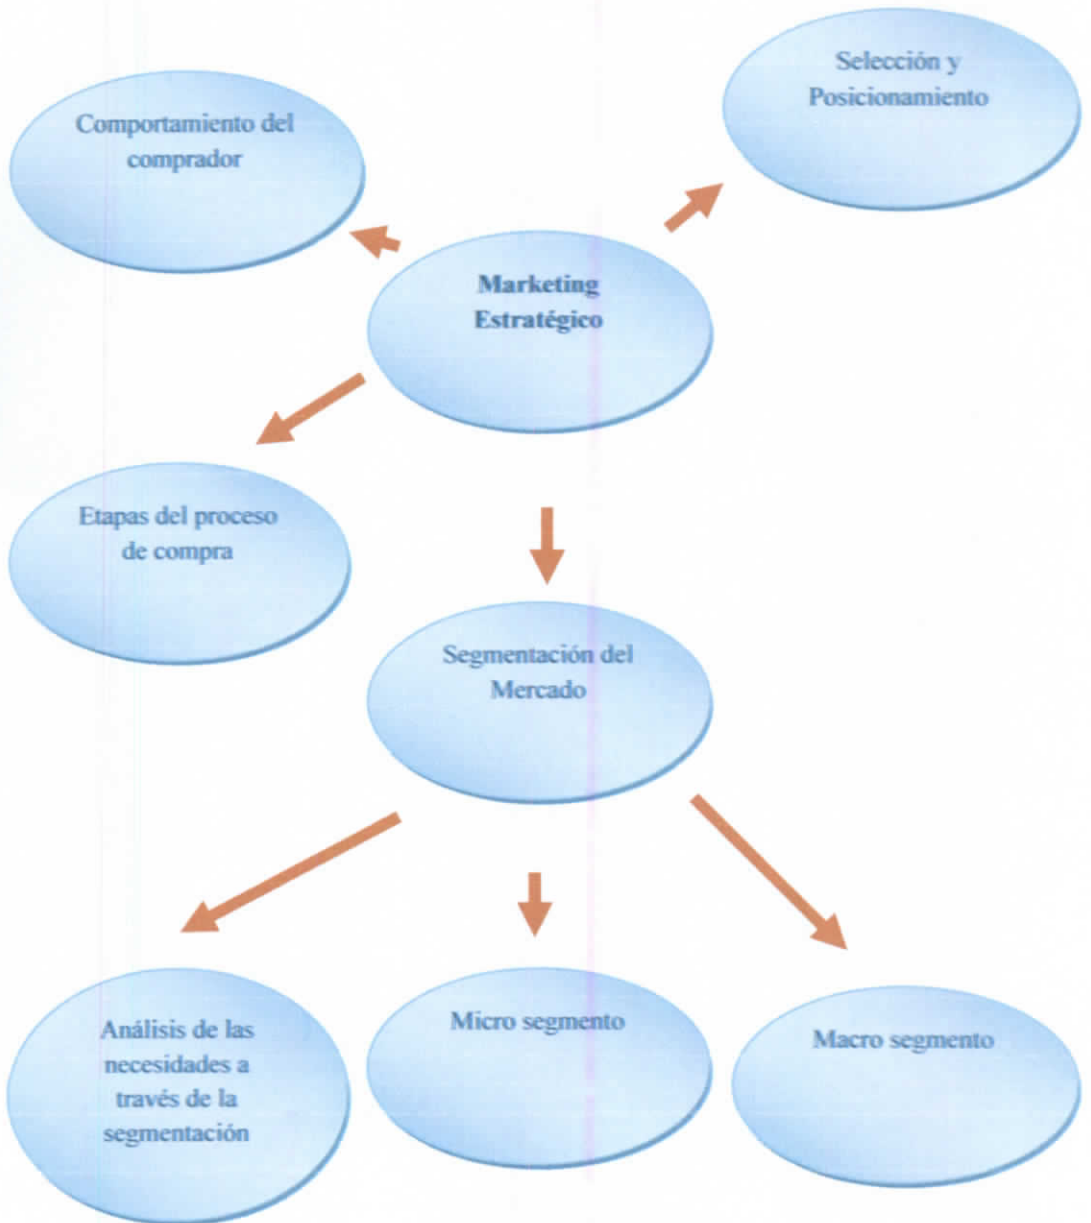 Selección y
Posicionamiento
Comportamiento del
comprador
Marketing
Estratégico
Etapas del proceso
de compra
Segmentación del
Mercado
Análisis de las
necesidades a
través de la
segmentación
Micro segmento
Macro segmento